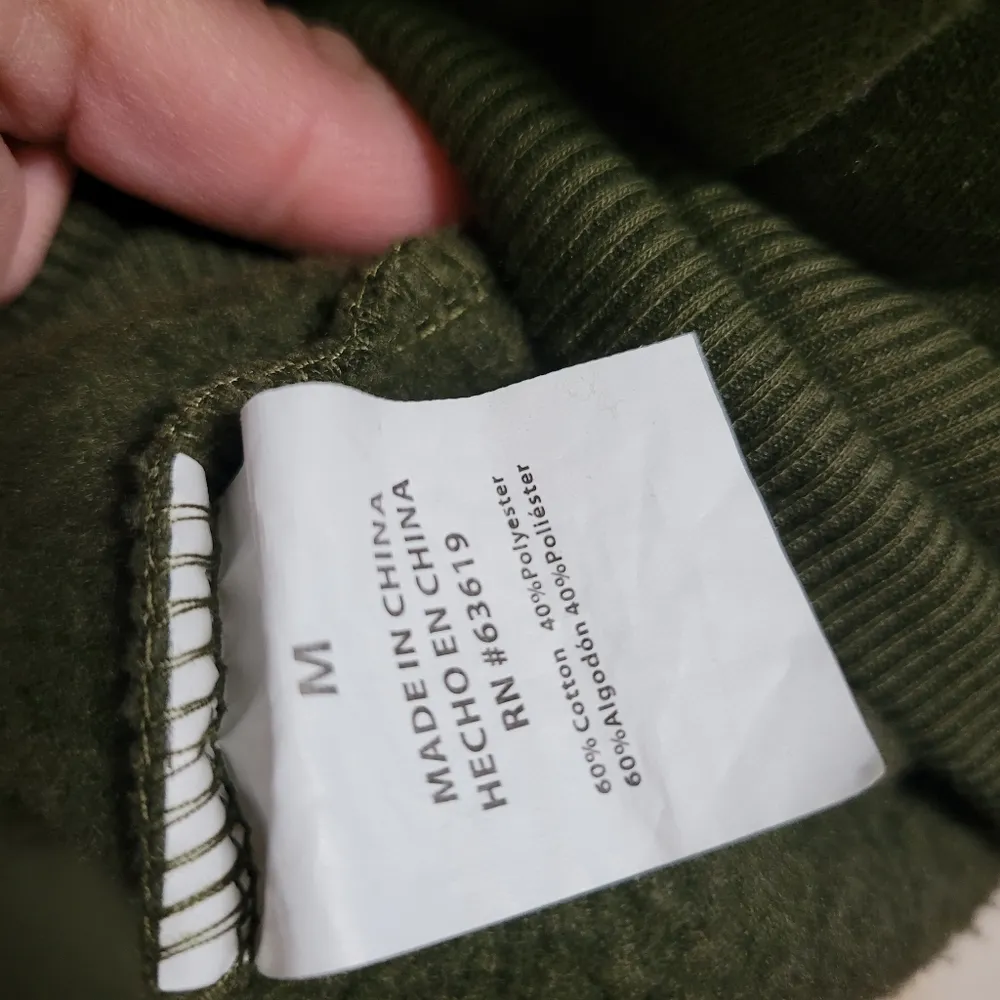 M
MADE IN CHINA
HECHO EN CHINA
RN #63619
60% Cotton 40%Polyester
60%Algodón 40%Poliéster